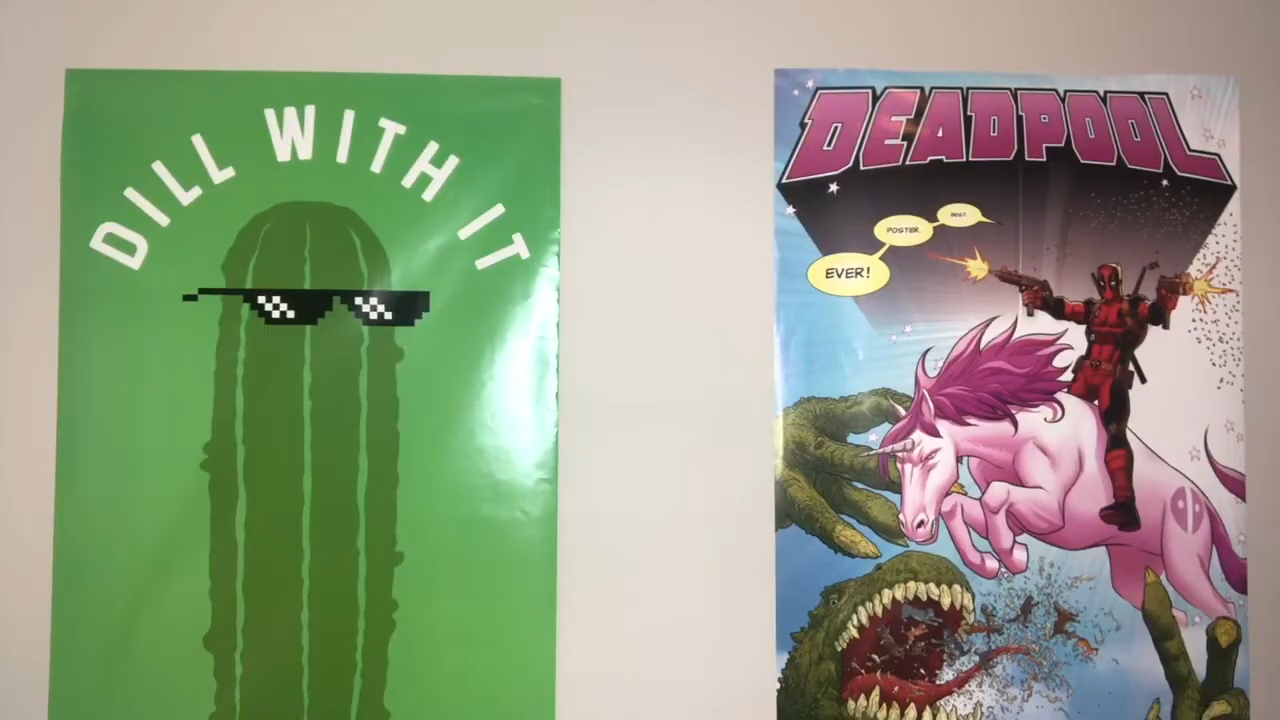 DILL WITH IT
DEADPOOL
BEST.
POSTER.
EVER!